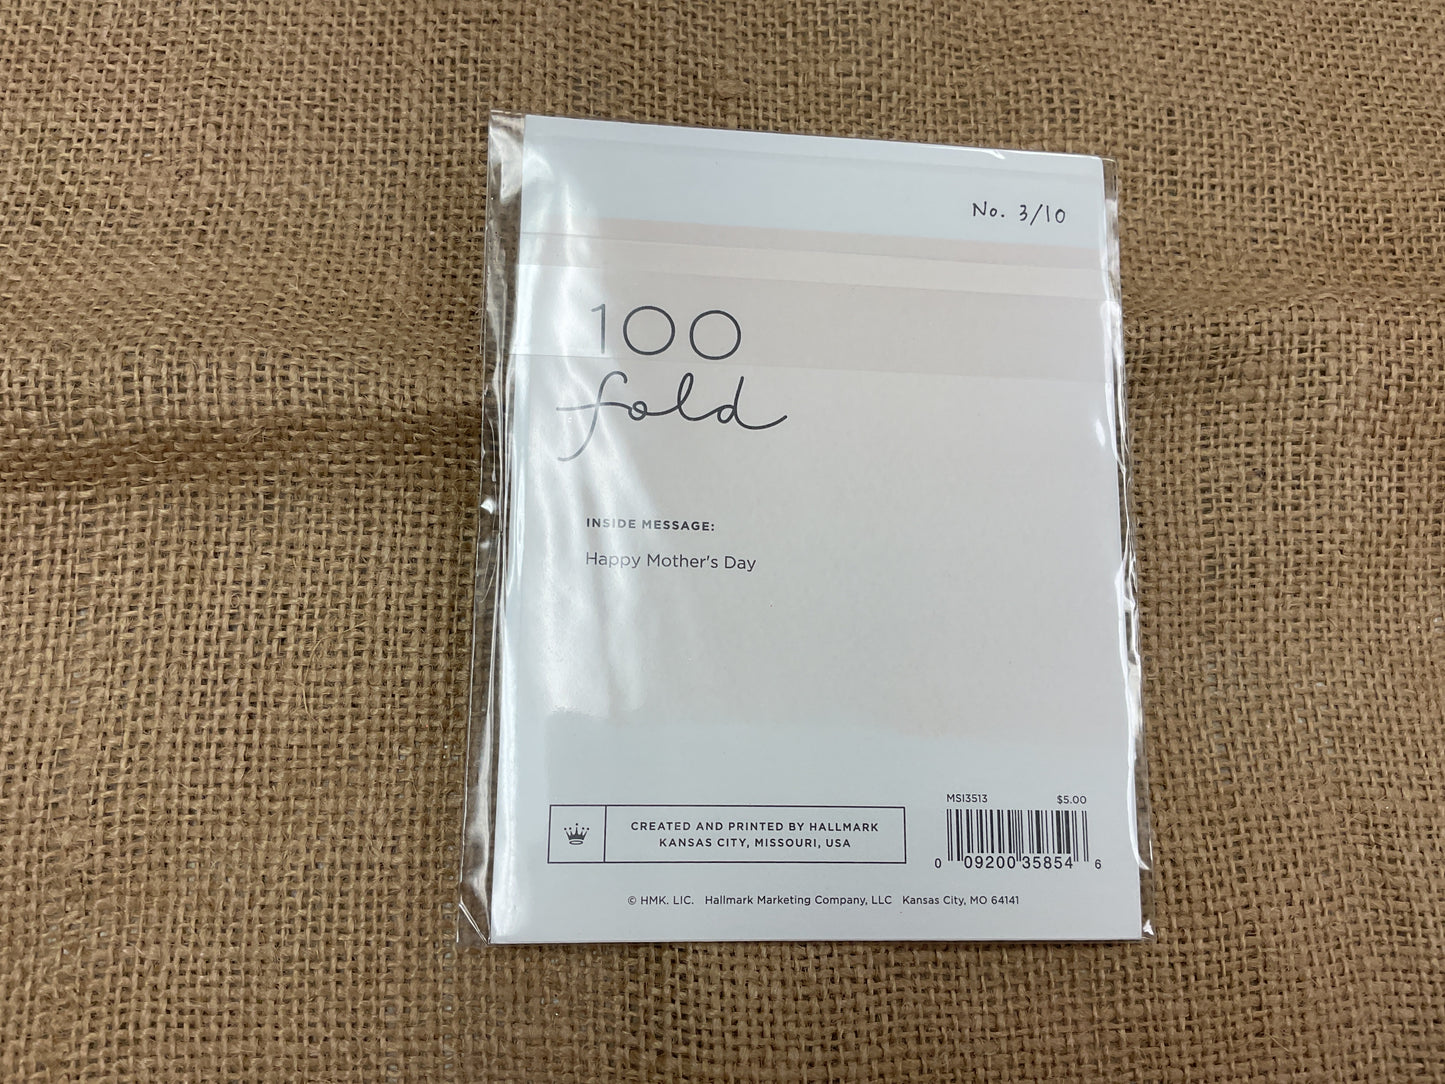 No. 3/10
100
fold
INSIDE MESSAGE:
Happy Mother's Day
MSI3513 $5.00
CREATED AND PRINTED BY HALLMARK
KANSAS CITY, MISSOURI, USA
0 09200 35854 6
© HMK. LIC. Hallmark Marketing Company, LLC Kansas City, MO 64141